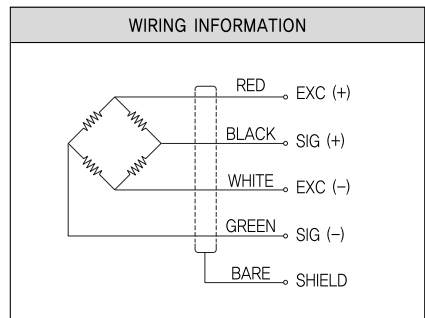 WIRING INFORMATION
RED EXC (+)
BLACK SIG (+)
WHITE EXC (-)
GREEN SIG (-)
BARE SHIELD